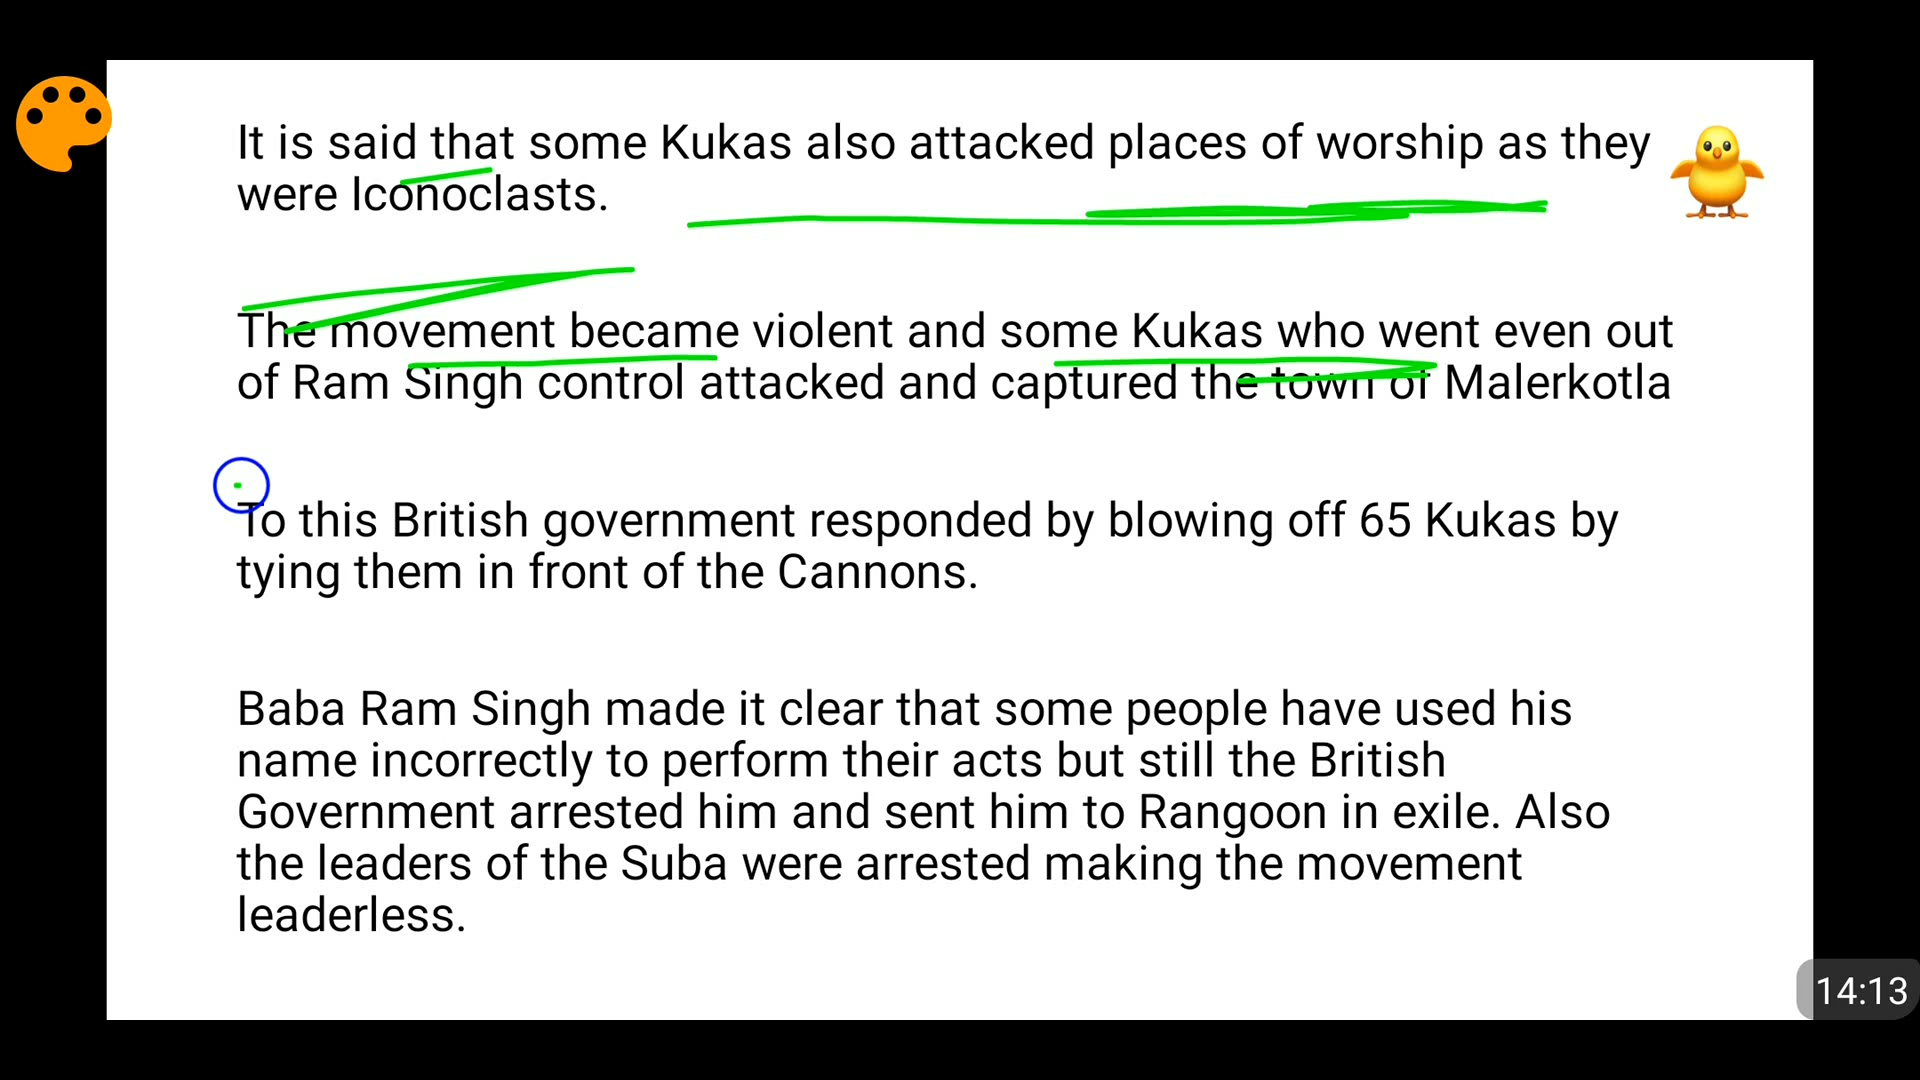 It is said that some Kukas also attacked places of worship as they
were Iconoclasts.
The movement became violent and some Kukas who went even out
of Ram Singh control attacked and captured the town of Malerkotla
To this British government responded by blowing off 65 Kukas by
tying them in front of the Cannons.
Baba Ram Singh made it clear that some people have used his
name incorrectly to perform their acts but still the British
Government arrested him and sent him to Rangoon in exile. Also
the leaders of the Suba were arrested making the movement
leaderless.
14:13